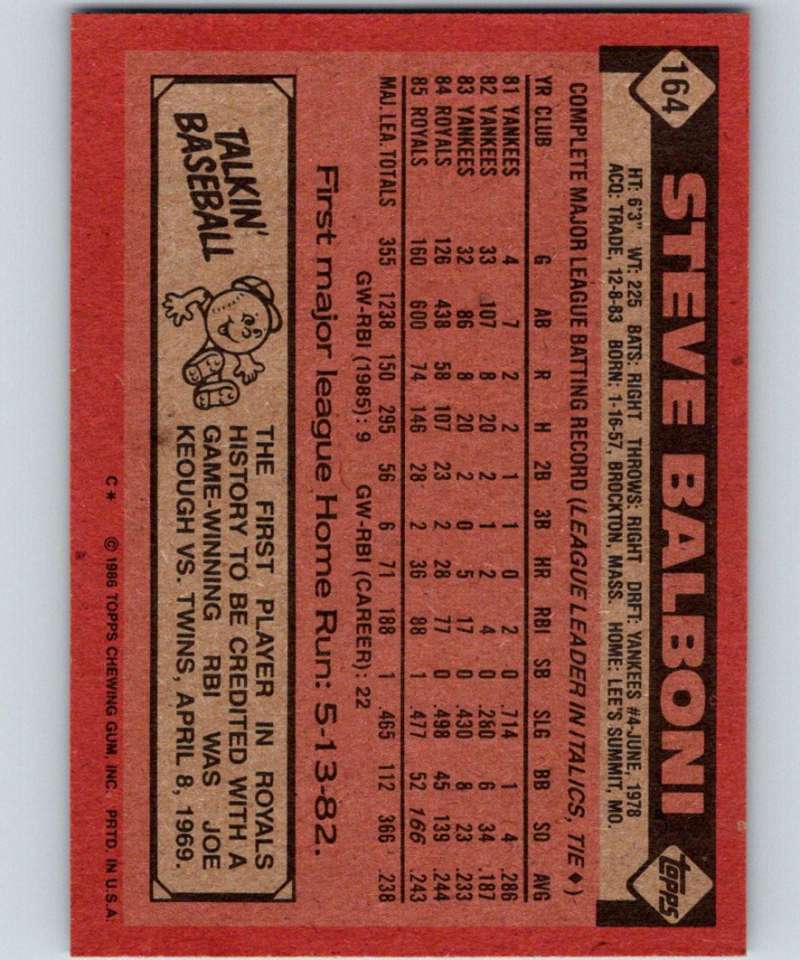 164
STEVE BALBONI
Topps
HT: 6'3" WT: 225 BATS: RIGHT THROWS: RIGHT DRFT: YANKEES #4-JUNE, 1978
ACQ: TRADE, 12-8-83 BORN: 1-16-57, BROCKTON, MASS. HOME: LEE'S SUMMIT, MO.
COMPLETE MAJOR LEAGUE BATTING RECORD (LEAGUE LEADER IN ITALICS, TIE ♦)
YR CLUB G AB R H 2B 3B HR RBI SB SLG BB SO AVG
81 YANKEES 4 7 2 2 1 1 0 2 0 .714 1 4 .286
82 YANKEES 33 107 8 20 2 1 2 4 0 .280 6 34 .187
83 YANKEES 32 86 8 20 2 0 5 17 0 .430 8 23 .233
84 ROYALS 126 438 58 107 23 2 28 77 0 .498 45 139 .244
85 ROYALS 160 600 74 146 28 2 36 88 1 .477 52 166 .243
MAJ. LEA. TOTALS 355 1238 150 295 56 6 71 188 1 .465 112 366 .238
GW-RBI (1985): 9 GW-RBI (CAREER): 22
First major league Home Run: 5-13-82.
TALKIN'
BASEBALL
THE FIRST PLAYER IN ROYALS
HISTORY TO BE CREDITED WITH A
GAME-WINNING RBI WAS JOE
KEOUGH VS. TWINS, APRIL 8, 1969.
C* © 1986 TOPPS CHEWING GUM, INC. PRTD. IN U.S.A.